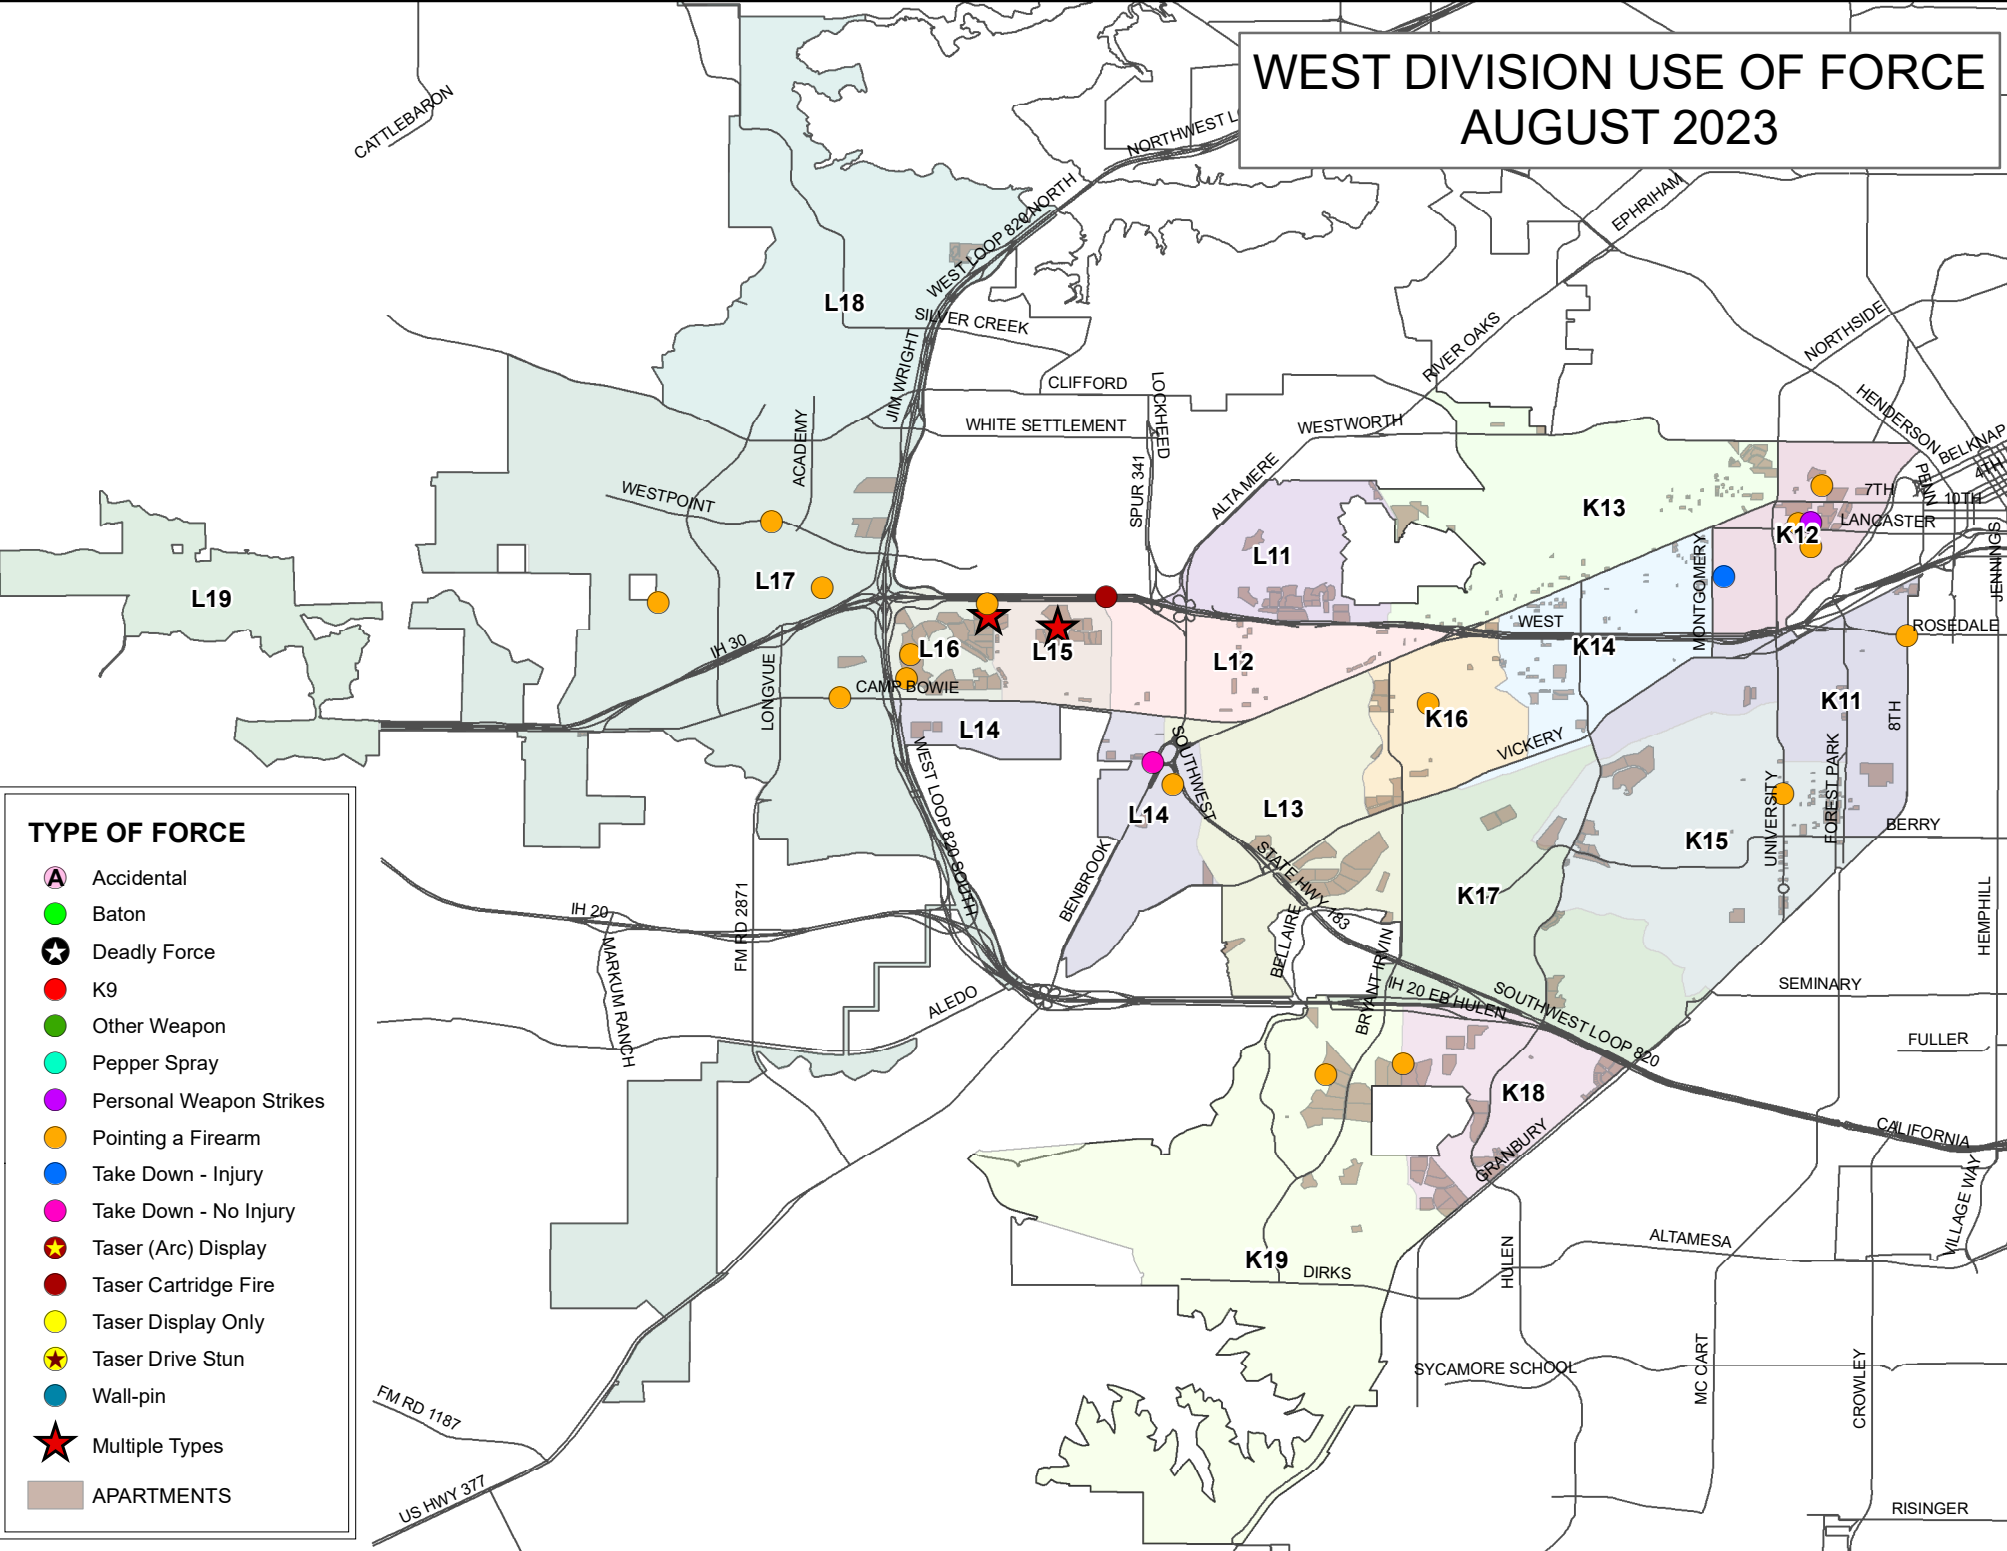 WEST DIVISION USE OF FORCE
AUGUST 2023
CATTLEBARON
NORTHWEST L
EPHRIHAM
WEST LOOP 820 NORTH
L18
SILVER CREEK
JIM WRIGHT
RIVER OAKS
NORTHSIDE
CLIFFORD
LOCKHEED
WHITE SETTLEMENT
WESTWORTH
HENDERSON
BELKNAP
4TH
ACADEMY
SPUR 341
ALTA MERE
PENN
7TH
10TH
WESTPOINT
K13
LANCASTER
K12
JENNINGS
L11
MONTGOMERY
L17
L19
WEST
ROSEDALE
IH 30
L16
L15
L12
K14
LONGVUE
CAMP BOWIE
K11
8TH
L14
K16
VICKERY
SOUTHWEST
WEST LOOP 820 SOUTH
L14
L13
UNIVERSITY
FOREST PARK
BERRY
K15
STATE HWY 183
BENBROOK
K17
FM RD 2871
IH 20
MARKUM RANCH
BELLAIRE
BRYANT IRVIN
HEMPHILL
ALEDO
IH 20 EB HULEN
SOUTHWEST LOOP 820
SEMINARY
FULLER
K18
GRANBURY
CALIFORNIA
VILLAGE WAY
K19
DIRKS
HULEN
ALTAMESA
SYCAMORE SCHOOL
MC CART
CROWLEY
FM RD 1187
US HWY 377
RISINGER
TYPE OF FORCE
A Accidental
Baton
Deadly Force
K9
Other Weapon
Pepper Spray
Personal Weapon Strikes
Pointing a Firearm
Take Down - Injury
Take Down - No Injury
Taser (Arc) Display
Taser Cartridge Fire
Taser Display Only
Taser Drive Stun
Wall-pin
Multiple Types
APARTMENTS